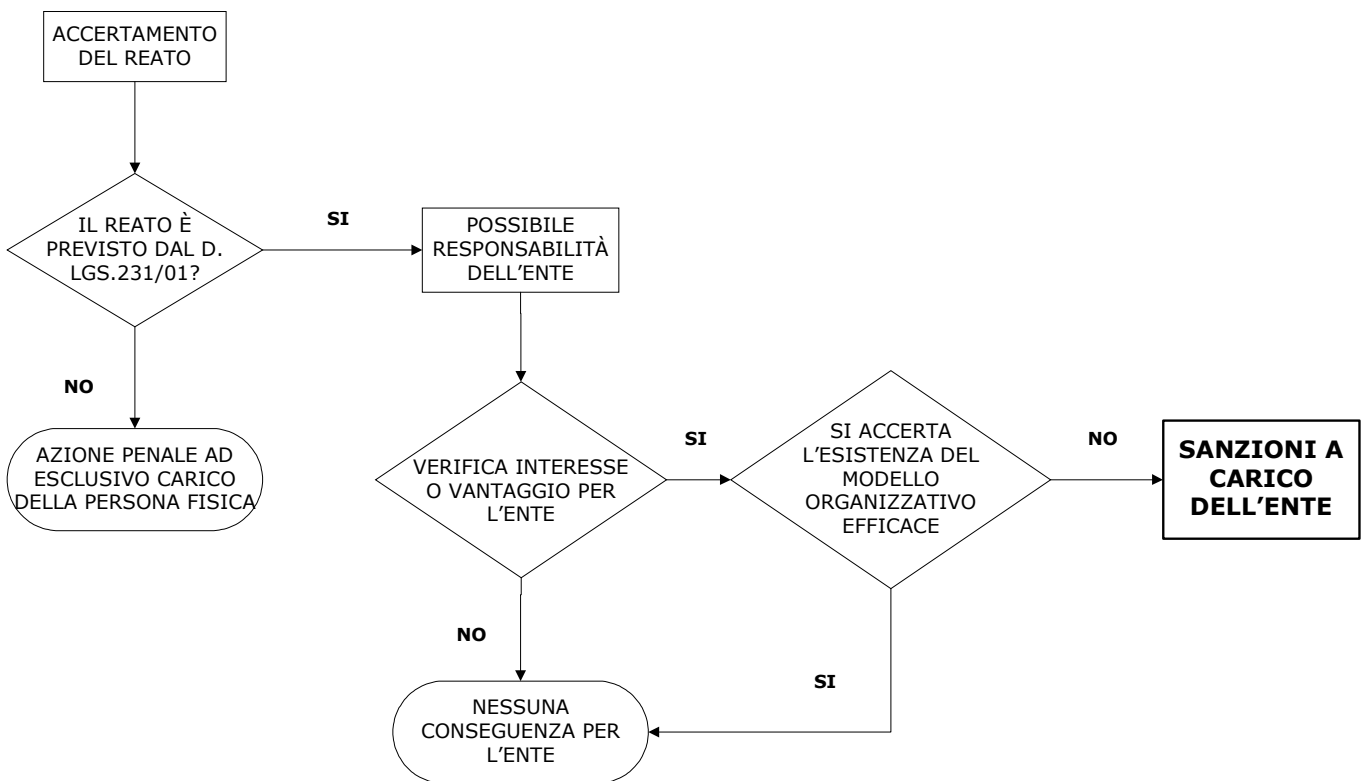 ACCERTAMENTO
DEL REATO
IL REATO È
PREVISTO DAL D.
LGS.231/01?
SI
POSSIBILE
RESPONSABILITÀ
DELL’ENTE
NO
AZIONE PENALE AD
ESCLUSIVO CARICO
DELLA PERSONA FISICA
VERIFICA INTERESSE
O VANTAGGIO PER
L’ENTE
SI
SI ACCERTA
L’ESISTENZA DEL
MODELLO
ORGANIZZATIVO
EFFICACE
NO
SANZIONI A
CARICO
DELL’ENTE
NO
SI
NESSUNA
CONSEGUENZA PER
L’ENTE